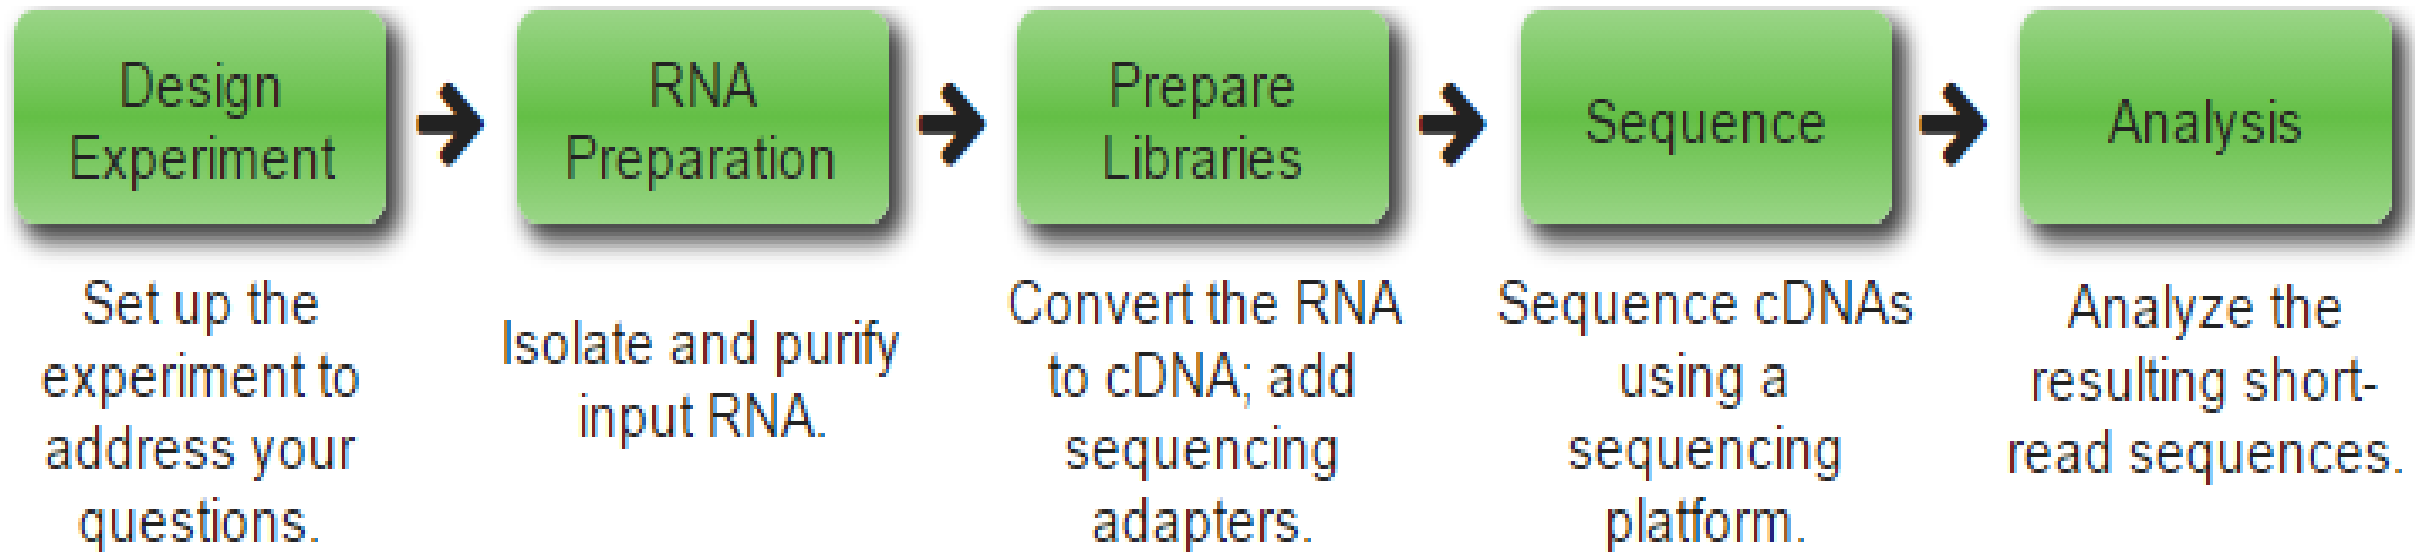 Design
Experiment
RNA
Preparation
Prepare
Libraries
Sequence
Analysis
Set up the
experiment to
address your
questions.
Isolate and purify
input RNA.
Convert the RNA
to cDNA; add
sequencing
adapters.
Sequence cDNAs
using a
sequencing
platform.
Analyze the
resulting short-
read sequences.